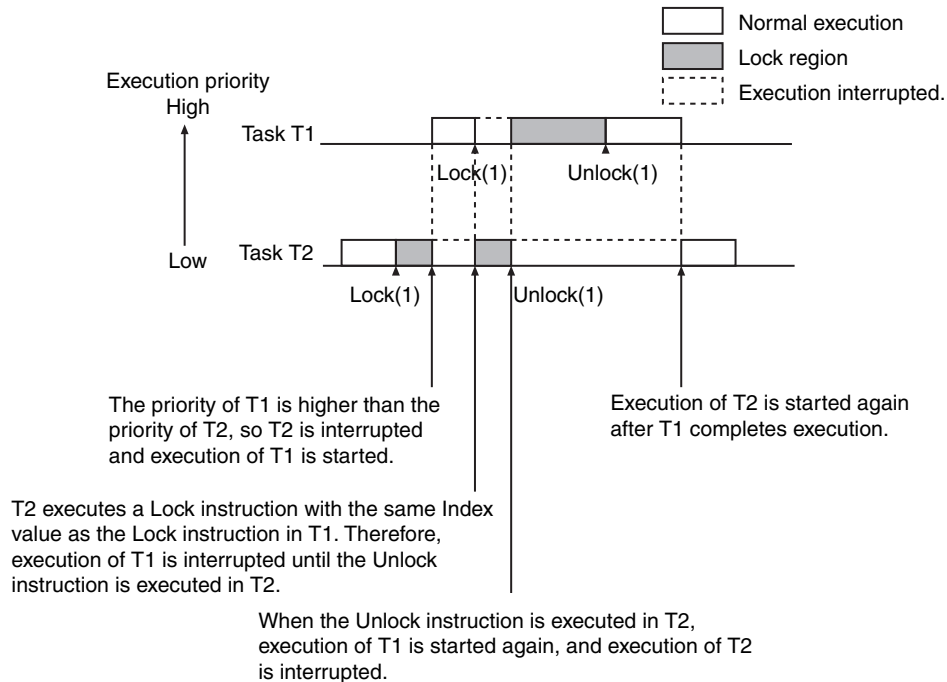 Normal execution
Lock region
Execution interrupted.
Execution priority
High
Task T1
Lock(1)
Unlock(1)
Low
Task T2
Lock(1)
Unlock(1)
The priority of T1 is higher than the
priority of T2, so T2 is interrupted
and execution of T1 is started.
Execution of T2 is started again
after T1 completes execution.
T2 executes a Lock instruction with the same Index
value as the Lock instruction in T1. Therefore,
execution of T1 is interrupted until the Unlock
instruction is executed in T2.
When the Unlock instruction is executed in T2,
execution of T1 is started again, and execution of T2
is interrupted.